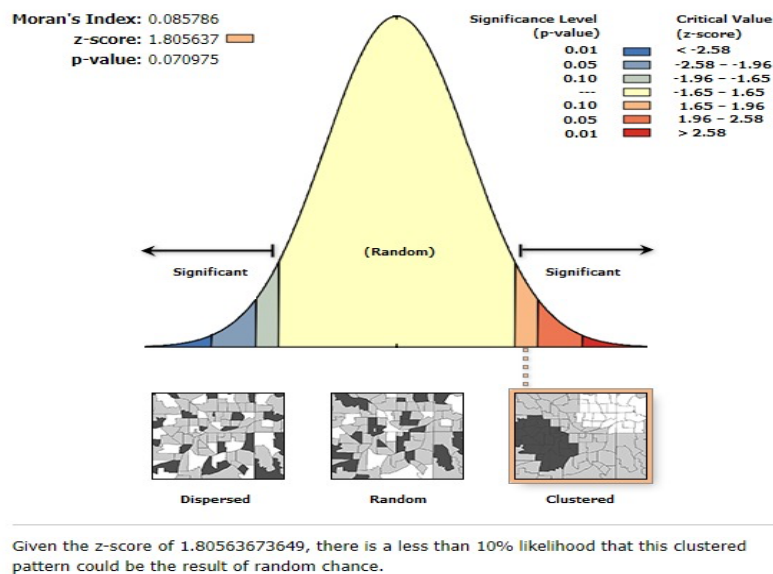 Moran's Index: 0.085786
z-score: 1.805637
p-value: 0.070975
Significance Level
(p-value)
Critical Value
(z-score)
0.01 < -2.58
0.05 -2.58 – -1.96
0.10 -1.96 – -1.65
--- -1.65 – 1.65
0.10 1.65 – 1.96
0.05 1.96 – 2.58
0.01 > 2.58
Significant
(Random)
Significant
Dispersed
Random
Clustered
Given the z-score of 1.80563673649, there is a less than 10% likelihood that this clustered
pattern could be the result of random chance.